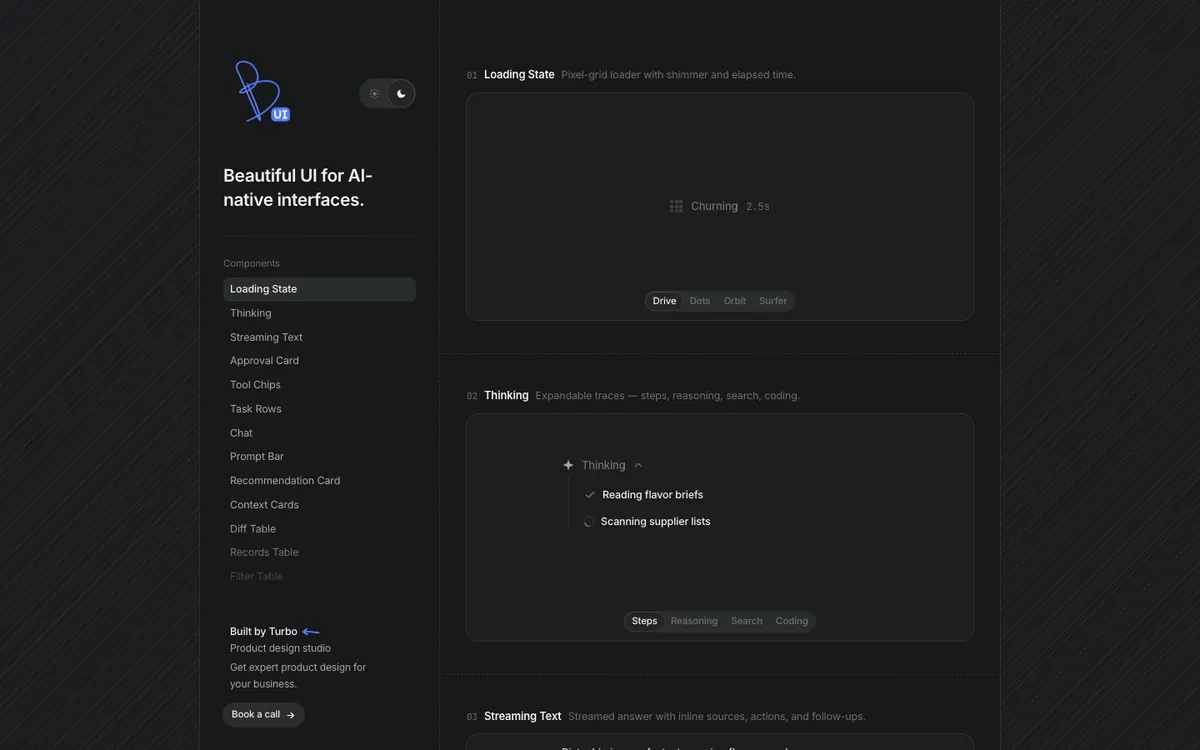 UI
Beautiful UI for AI-
native interfaces.
Components
Loading State
Thinking
Streaming Text
Approval Card
Tool Chips
Task Rows
Chat
Prompt Bar
Recommendation Card
Context Cards
Diff Table
Records Table
Filter Table
Built by Turbo
Product design studio
Get expert product design for
your business.
Book a call →
01 Loading State Pixel-grid loader with shimmer and elapsed time.
Churning 2.5s
Drive Dots Orbit Surfer
02 Thinking Expandable traces — steps, reasoning, search, coding.
Thinking
Reading flavor briefs
Scanning supplier lists
Steps Reasoning Search Coding
03 Streaming Text Streamed answer with inline sources, actions, and follow-ups.